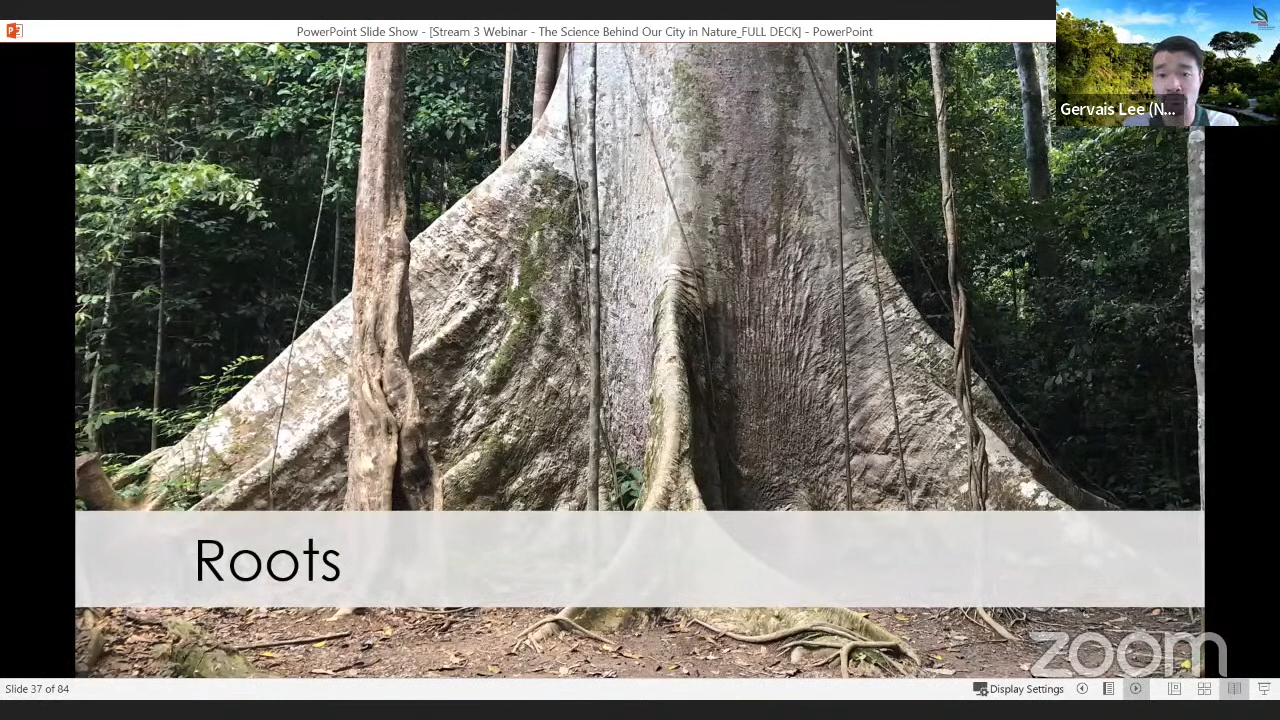 PowerPoint Slide Show - [Stream 3 Webinar - The Science Behind Our City in Nature_FULL DECK] - PowerPoint
Gervais Lee (N...
Roots
zoom
Slide 37 of 84
Display Settings